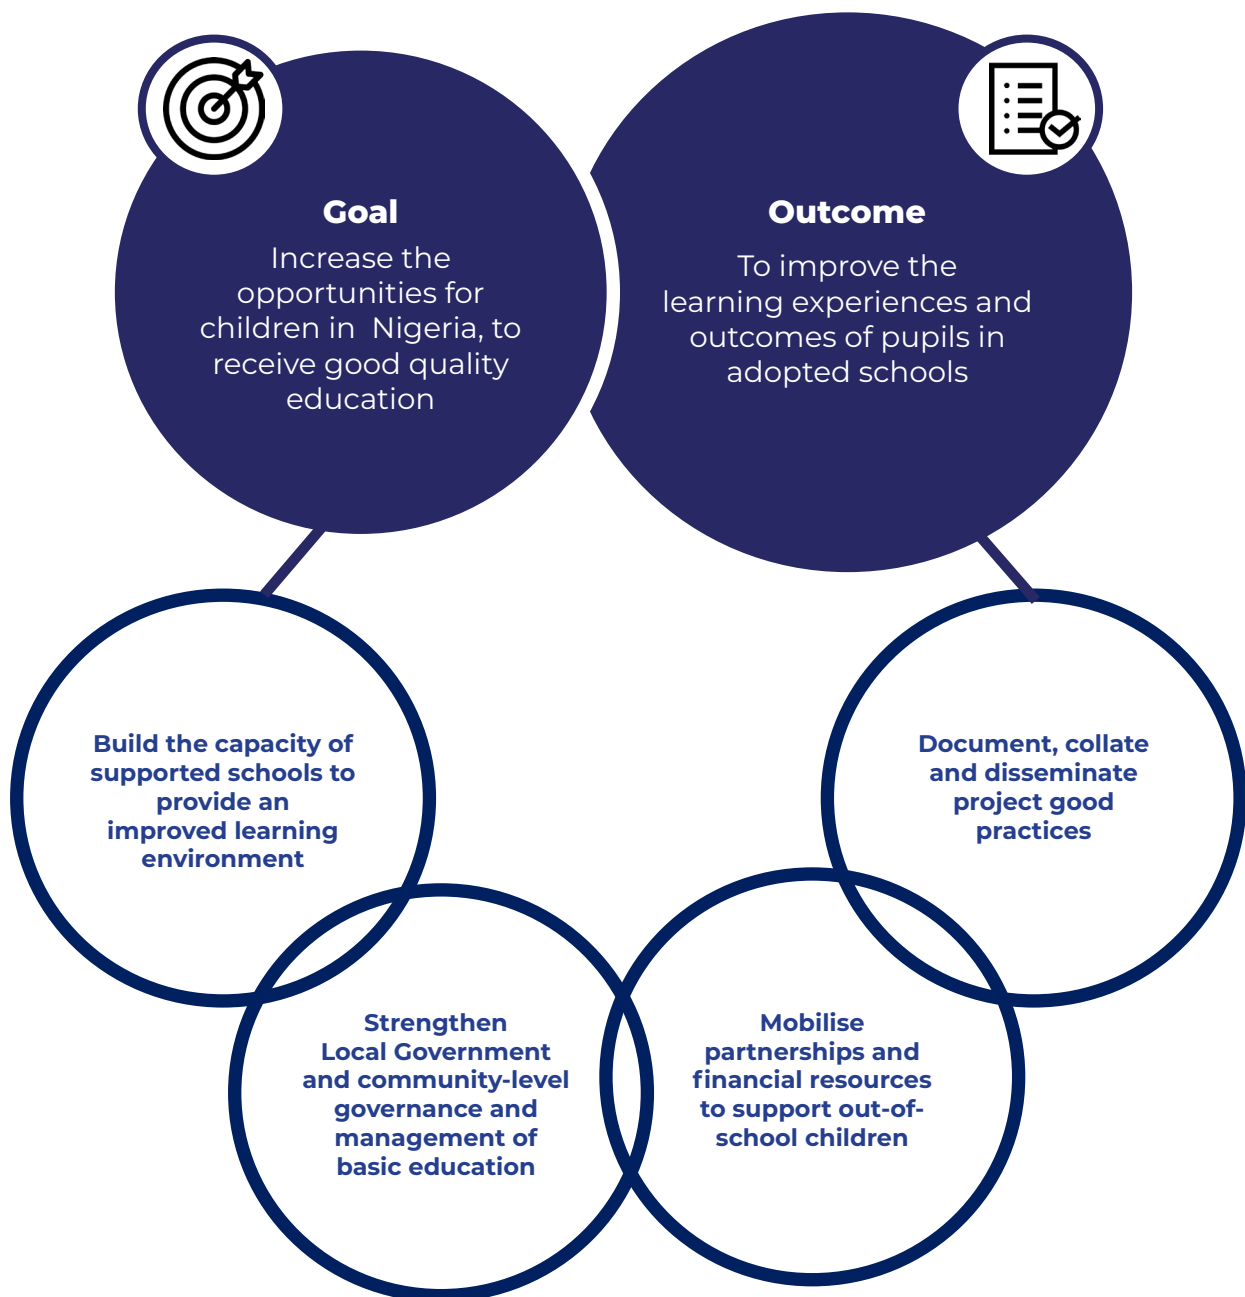 Goal
Increase the
opportunities for
children in  Nigeria, to
receive good quality
education
Outcome
To improve the
learning experiences and
outcomes of pupils in
adopted schools
Build the capacity of
supported schools to
provide an
improved learning
environment
Strengthen
Local Government
and community-level
governance and
management of
basic education
Mobilise
partnerships and
financial resources
to support out-of-
school children
Document, collate
and disseminate
project good
practices